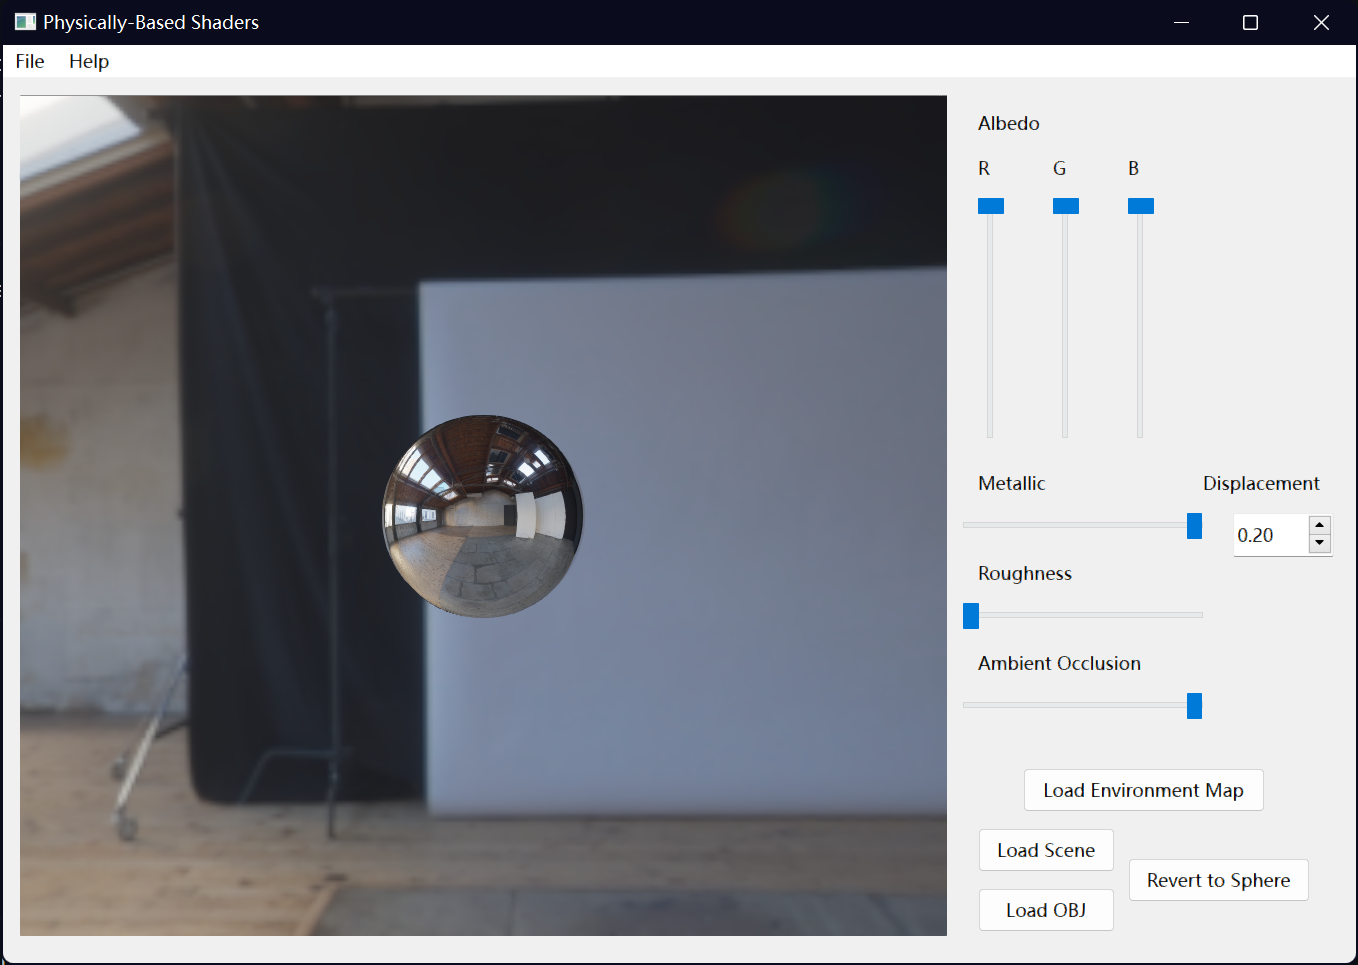 Physically-Based Shaders
File Help
Albedo
R G B
Metallic Displacement
0.20
Roughness
Ambient Occlusion
Load Environment Map
Load Scene
Revert to Sphere
Load OBJ